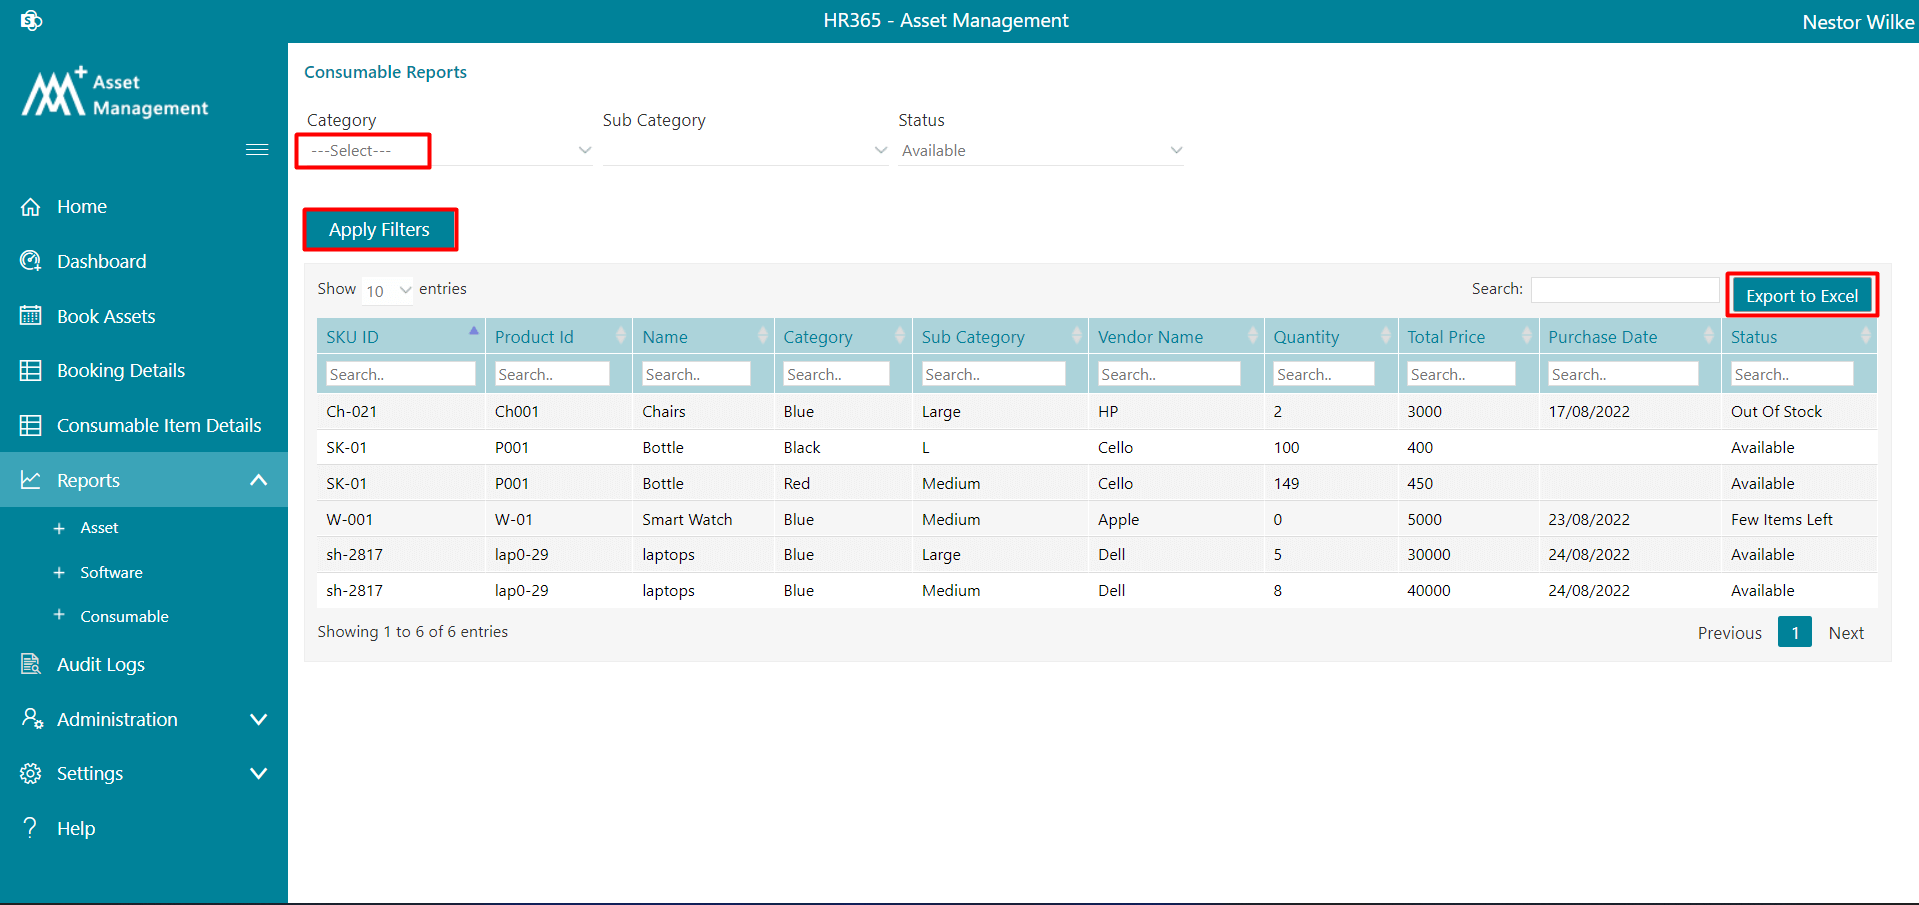 HR365 - Asset Management
Nestor Wilke
Asset
Management
Home
Dashboard
Book Assets
Booking Details
Consumable Item Details
Reports
+ Asset
+ Software
+ Consumable
Audit Logs
Administration
Settings
? Help
Consumable Reports
Category Sub Category Status
---Select--- Available
Apply Filters
Show 10 entries Search: Export to Excel
SKU ID Product Id Name Category Sub Category Vendor Name Quantity Total Price Purchase Date Status
Search.. Search.. Search.. Search.. Search.. Search.. Search.. Search.. Search.. Search..
Ch-021 Ch001 Chairs Blue Large HP 2 3000 17/08/2022 Out Of Stock
SK-01 P001 Bottle Black L Cello 100 400 Available
SK-01 P001 Bottle Red Medium Cello 149 450 Available
W-001 W-01 Smart Watch Blue Medium Apple 0 5000 23/08/2022 Few Items Left
sh-2817 lap0-29 laptops Blue Large Dell 5 30000 24/08/2022 Available
sh-2817 lap0-29 laptops Blue Medium Dell 8 40000 24/08/2022 Available
Showing 1 to 6 of 6 entries Previous 1 Next